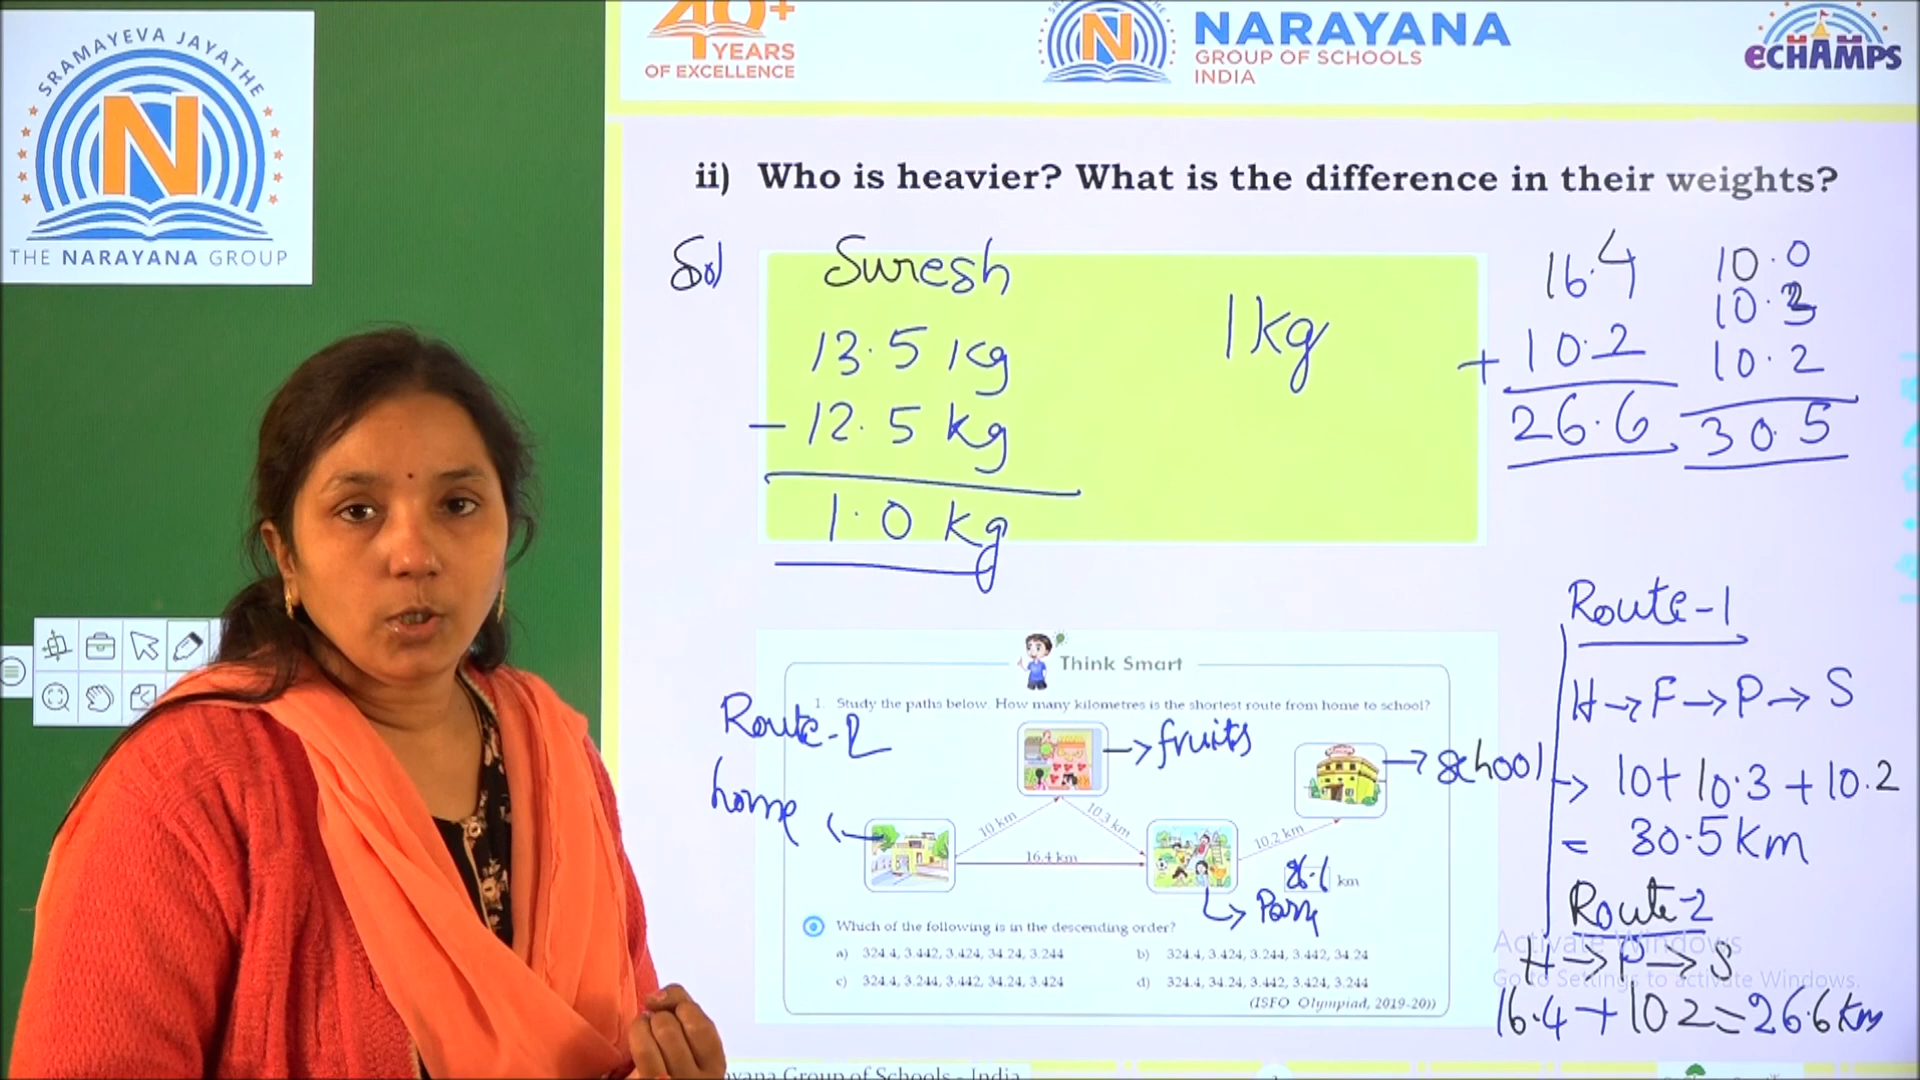 SRAMAYEVA JAYATHE
N
THE NARAYANA GROUP
40+
YEARS
OF EXCELLENCE
N
NARAYANA
GROUP OF SCHOOLS
INDIA
eCHAMPS
ii) Who is heavier? What is the difference in their weights?
Sol
Suresh
13.5 kg
- 12.5 kg
1.0 kg
1kg
16.4
+ 10.2
26.6
10.0
10.3
10.2
30.5
Think Smart
1. Study the paths below. How many kilometres is the shortest route from home to school?
Route-2
fruits
school
home
10 km
10.3 km
16.4 km
10.2 km
km
Park
Which of the following is in the descending order?
a) 324.4, 3.442, 3.424, 34.24, 3.244
b) 324.4, 3.424, 3.244, 3.442, 34.24
c) 324.4, 3.244, 3.442, 34.24, 3.424
d) 324.4, 34.24, 3.442, 3.424, 3.244
(ISFO Olympiad, 2019-20))
Route-1
H → F → P → S
→ 10 + 10.3 + 10.2
= 30.5 km
Route-2
H → P → S
16.4 + 10.2 = 26.6 km
Activate Windows
Go to Settings to activate Windows.
Group of Schools - India